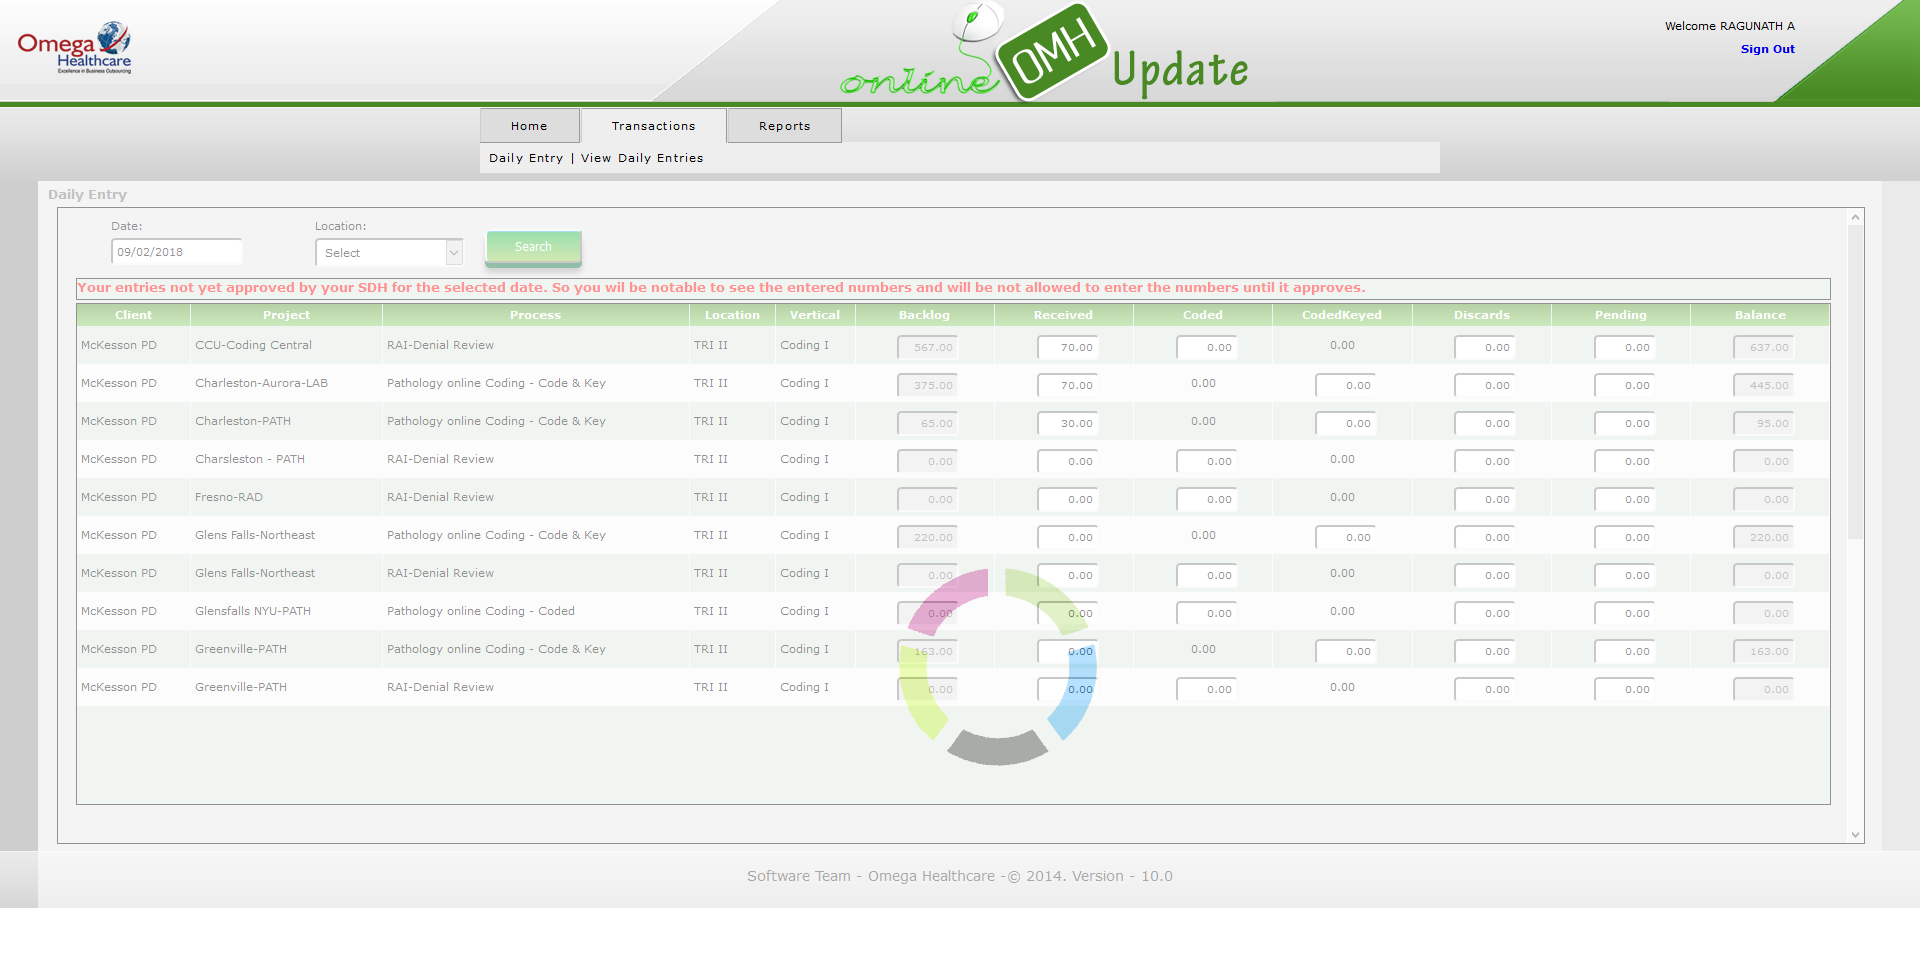 Omega
Healthcare
Excellence in Business Outsourcing
online OMH Update
Welcome RAGUNATH A
Sign Out
Home Transactions Reports
Daily Entry | View Daily Entries
Daily Entry
Date: Location:
09/02/2018 Select Search
Your entries not yet approved by your SDH for the selected date. So you wil be notable to see the entered numbers and will be not allowed to enter the numbers until it approves.
Client Project Process Location Vertical Backlog Received Coded CodedKeyed Discards Pending Balance
McKesson PD CCU-Coding Central RAI-Denial Review TRI II Coding I 567.00 70.00 0.00 0.00 0.00 0.00 637.00
McKesson PD Charleston-Aurora-LAB Pathology online Coding - Code & Key TRI II Coding I 375.00 70.00 0.00 0.00 0.00 0.00 445.00
McKesson PD Charleston-PATH Pathology online Coding - Code & Key TRI II Coding I 65.00 30.00 0.00 0.00 0.00 0.00 95.00
McKesson PD Charsleston - PATH RAI-Denial Review TRI II Coding I 0.00 0.00 0.00 0.00 0.00 0.00 0.00
McKesson PD Fresno-RAD RAI-Denial Review TRI II Coding I 0.00 0.00 0.00 0.00 0.00 0.00 0.00
McKesson PD Glens Falls-Northeast Pathology online Coding - Code & Key TRI II Coding I 220.00 0.00 0.00 0.00 0.00 0.00 220.00
McKesson PD Glens Falls-Northeast RAI-Denial Review TRI II Coding I 0.00 0.00 0.00 0.00 0.00 0.00 0.00
McKesson PD Glensfalls NYU-PATH Pathology online Coding - Coded TRI II Coding I 0.00 0.00 0.00 0.00 0.00 0.00 0.00
McKesson PD Greenville-PATH Pathology online Coding - Code & Key TRI II Coding I 163.00 0.00 0.00 0.00 0.00 0.00 163.00
McKesson PD Greenville-PATH RAI-Denial Review TRI II Coding I 0.00 0.00 0.00 0.00 0.00 0.00 0.00
Software Team - Omega Healthcare -© 2014. Version - 10.0